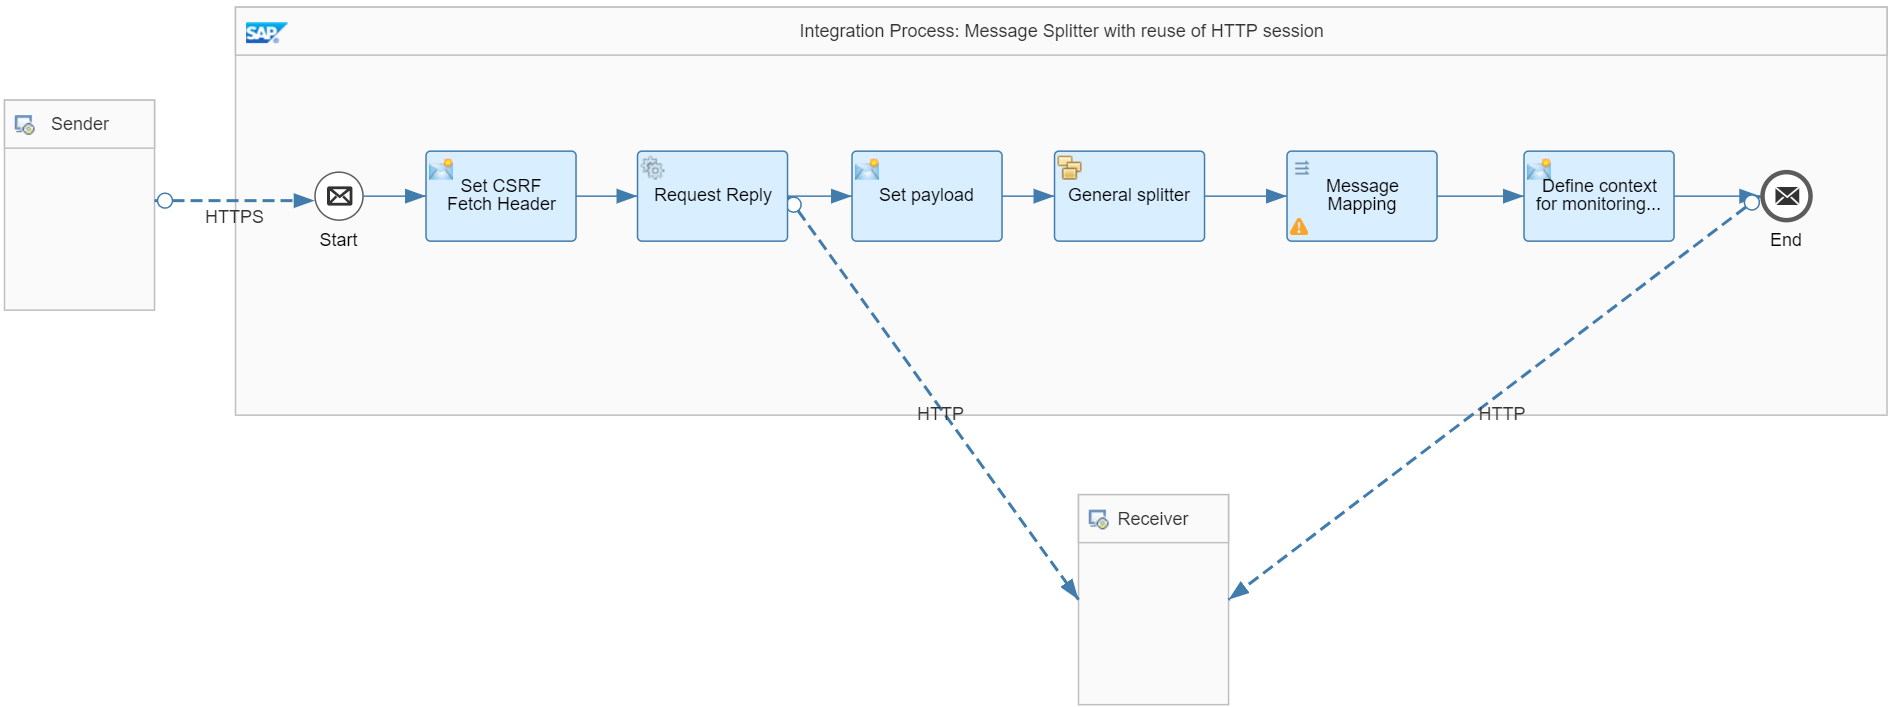 SAP
Integration Process: Message Splitter with reuse of HTTP session
Sender
HTTPS
Start
Set CSRF
Fetch Header
Request Reply
Set payload
General splitter
Message
Mapping
Define context
for monitoring...
End
HTTP
HTTP
Receiver